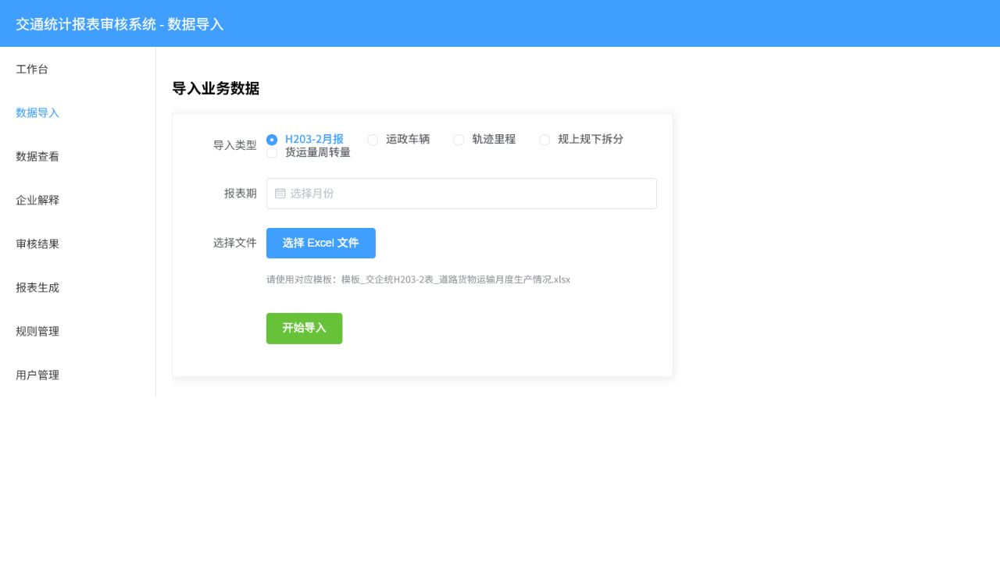 交通统计报表审核系统 - 数据导入
工作台
数据导入
数据查看
企业解释
审核结果
报表生成
规则管理
用户管理
导入业务数据
导入类型
H203-2月报 运政车辆 轨迹里程 规上规下拆分
货运量周转量
报表期 选择月份
选择文件 选择 Excel 文件
请使用对应模板：模板_交企统H203-2表_道路货物运输月度生产情况.xlsx
开始导入